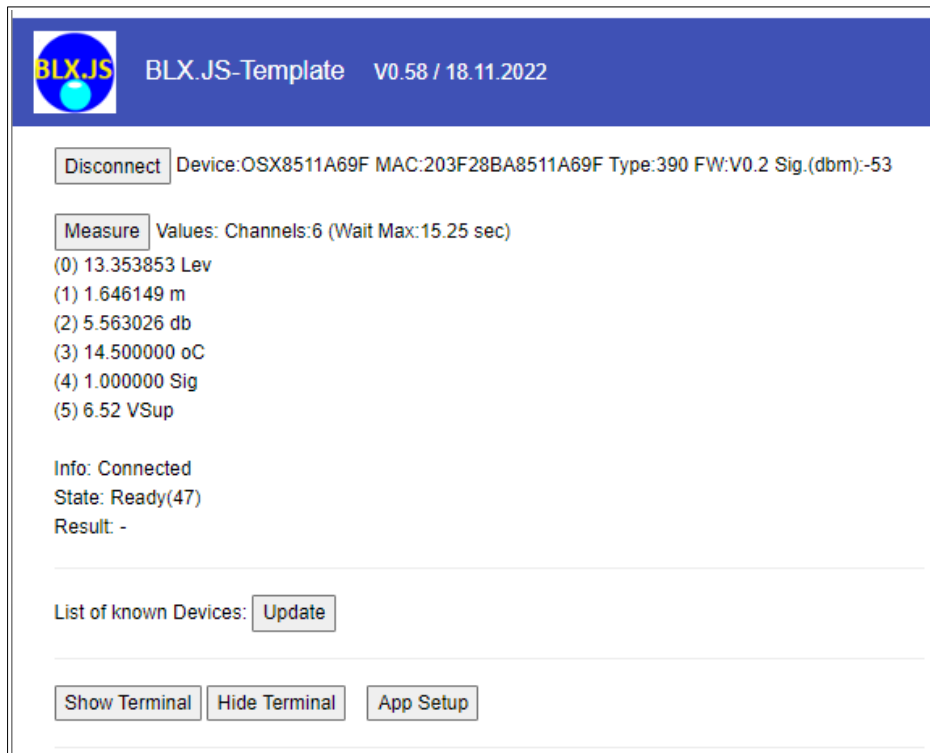 BLX.JS
BLX.JS-Template V0.58 / 18.11.2022
Disconnect Device:OSX8511A69F MAC:203F28BA8511A69F Type:390 FW:V0.2 Sig.(dbm):-53
Measure Values: Channels:6 (Wait Max:15.25 sec)
(0) 13.353853 Lev
(1) 1.646149 m
(2) 5.563026 db
(3) 14.500000 oC
(4) 1.000000 Sig
(5) 6.52 VSup
Info: Connected
State: Ready(47)
Result: -
List of known Devices: Update
Show Terminal Hide Terminal App Setup